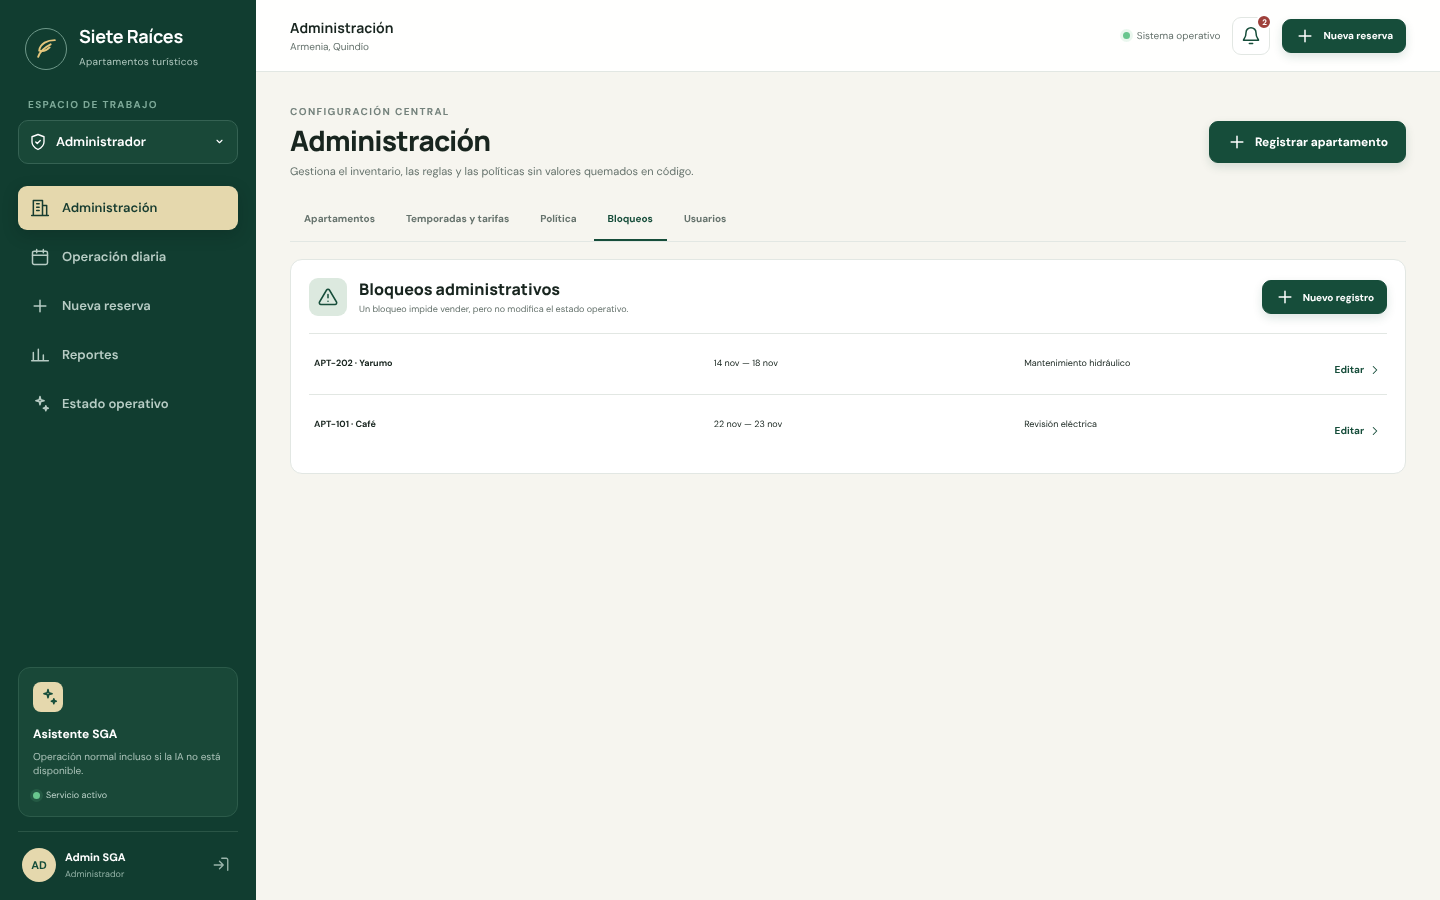 Siete Raíces
Apartamentos turísticos
ESPACIO DE TRABAJO
Administrador
Administración
Operación diaria
Nueva reserva
Reportes
Estado operativo
Asistente SGA
Operación normal incluso si la IA no está
disponible.
Servicio activo
AD
Admin SGA
Administrador
Administración
Armenia, Quindío
Sistema operativo
2
Nueva reserva
CONFIGURACIÓN CENTRAL
Administración
Gestiona el inventario, las reglas y las políticas sin valores quemados en código.
Registrar apartamento
Apartamentos
Temporadas y tarifas
Política
Bloqueos
Usuarios
Bloqueos administrativos
Un bloqueo impide vender, pero no modifica el estado operativo.
Nuevo registro
APT-202 · Yarumo
14 nov — 18 nov
Mantenimiento hidráulico
Editar
APT-101 · Café
22 nov — 23 nov
Revisión eléctrica
Editar